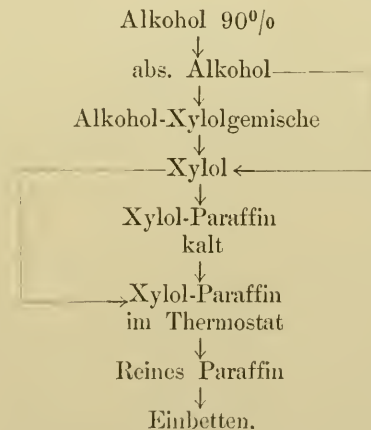 Alkohol 90%
abs. Alkohol
Alkohol-Xylolgemische
Xylol
Xylol-Paraffin
kalt
Xylol-Paraffin
im Thermostat
Reines Paraffin
Einbetten.